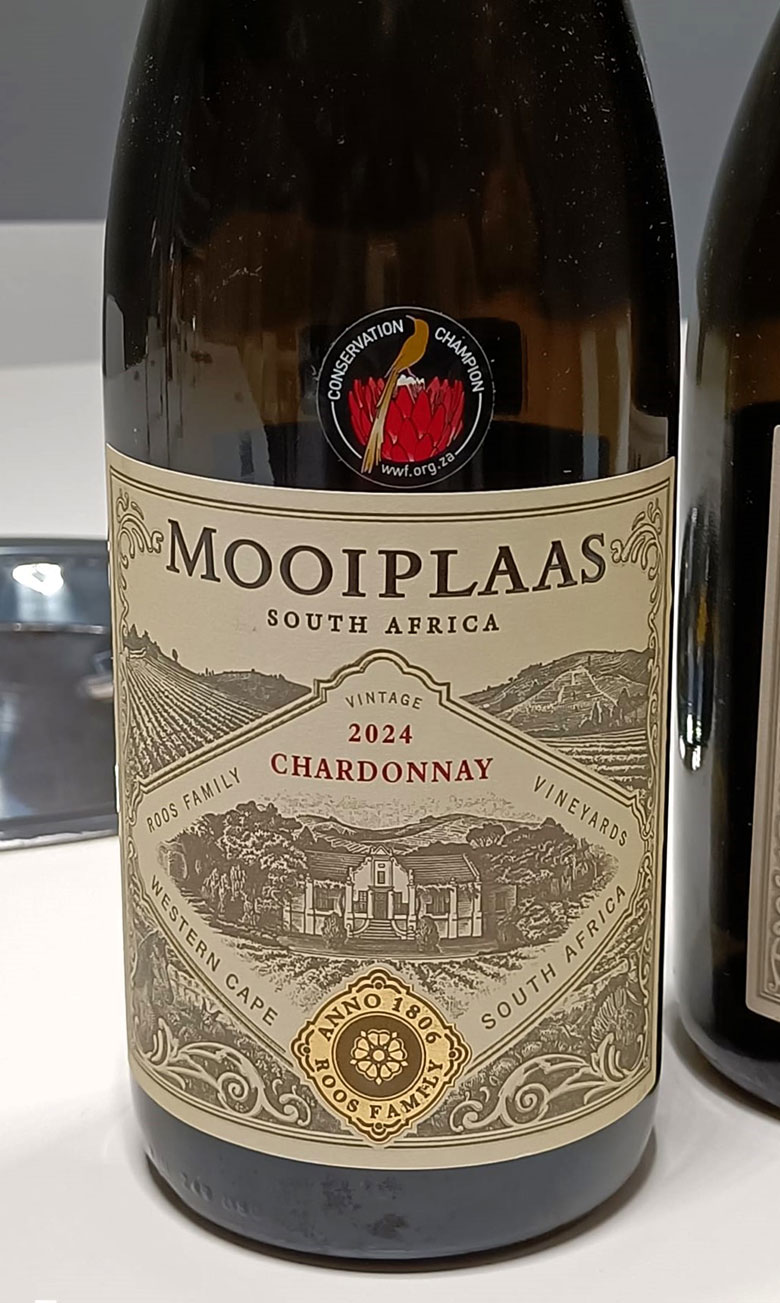 CONSERVATION CHAMPION
wwf.org.za
MOOIPLAAS
SOUTH AFRICA
VINTAGE
2024
CHARDONNAY
ROOS FAMILY VINEYARDS
WESTERN CAPE SOUTH AFRICA
ANNO 1806
ROOS FAMILY